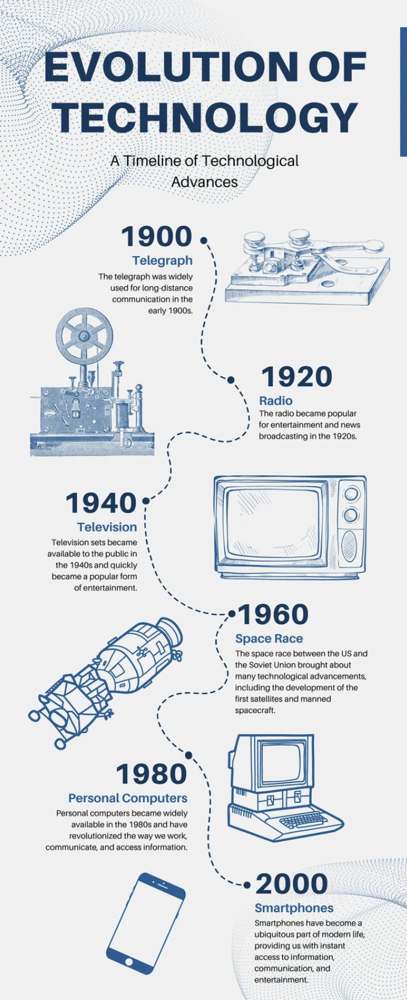 EVOLUTION OF
TECHNOLOGY
A Timeline of Technological
Advances
1900
Telegraph
The telegraph was widely
used for long-distance
communication in the
early 1900s.
1920
Radio
The radio became popular
for entertainment and news
broadcasting in the 1920s.
1940
Television
Television sets became
available to the public in
the 1940s and quickly
became a popular form
of entertainment.
1960
Space Race
The space race between the US and
the Soviet Union brought about
many technological advancements,
including the development of the
first satellites and manned
spacecraft.
1980
Personal Computers
Personal computers became widely
available in the 1980s and have
revolutionized the way we work,
communicate, and access information.
2000
Smartphones
Smartphones have become a
ubiquitous part of modern life,
providing us with instant
access to information,
communication, and
entertainment.